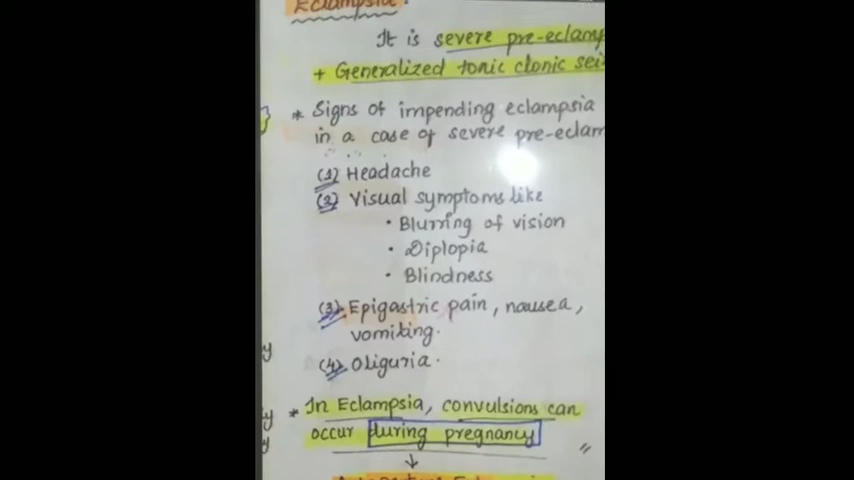 Eclampsia:
It is severe pre-eclamp
+ Generalized tonic clonic sei
* Signs of impending eclampsia
in a case of severe pre-eclam
(1) Headache
(2) Visual symptoms like
• Blurring of vision
• Diplopia
• Blindness
(3) Epigastric pain, nausea,
vomiting.
(4) Oliguria.
* In Eclampsia, convulsions can
occur during pregnancy
↓